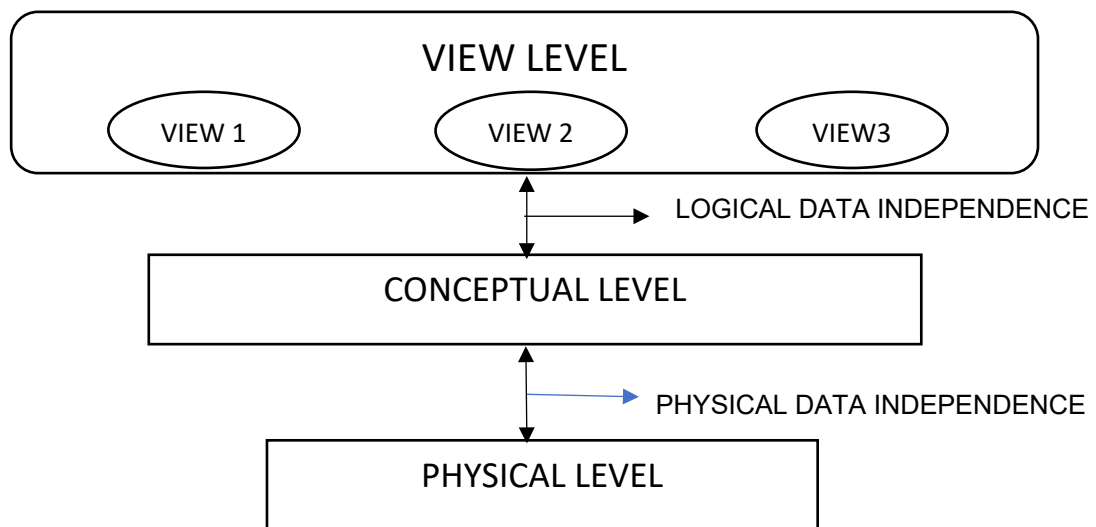 VIEW LEVEL
VIEW 1
VIEW 2
VIEW3
LOGICAL DATA INDEPENDENCE
CONCEPTUAL LEVEL
PHYSICAL DATA INDEPENDENCE
PHYSICAL LEVEL